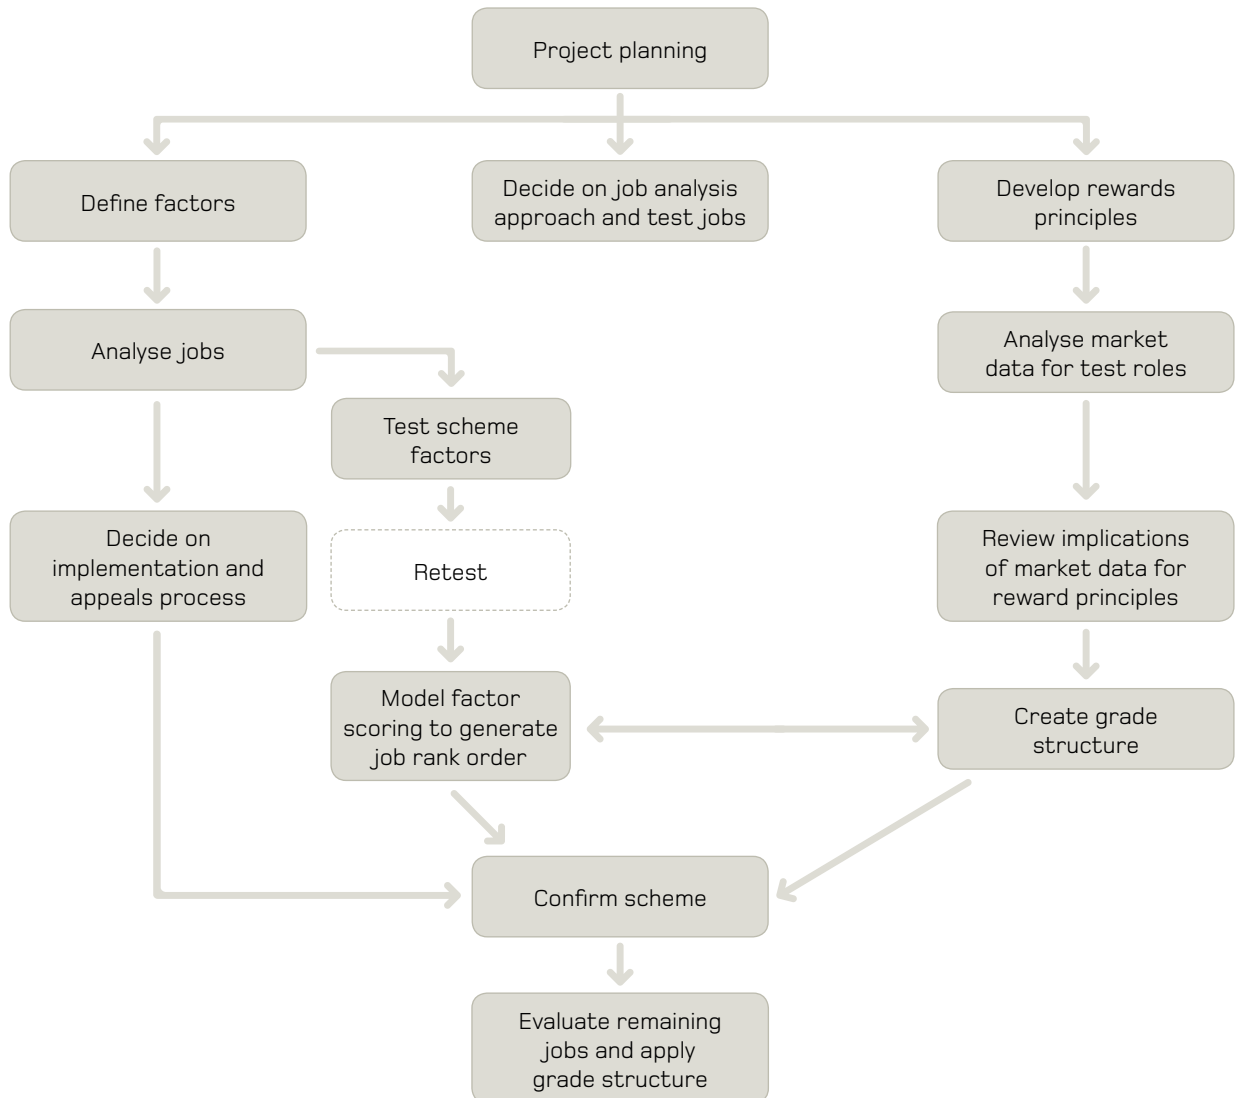 Project planning
Define factors
Decide on job analysis
approach and test jobs
Develop rewards
principles
Analyse jobs
Analyse market
data for test roles
Test scheme
factors
Decide on
implementation and
appeals process
Retest
Review implications
of market data for
reward principles
Model factor
scoring to generate
job rank order
Create grade
structure
Confirm scheme
Evaluate remaining
jobs and apply
grade structure